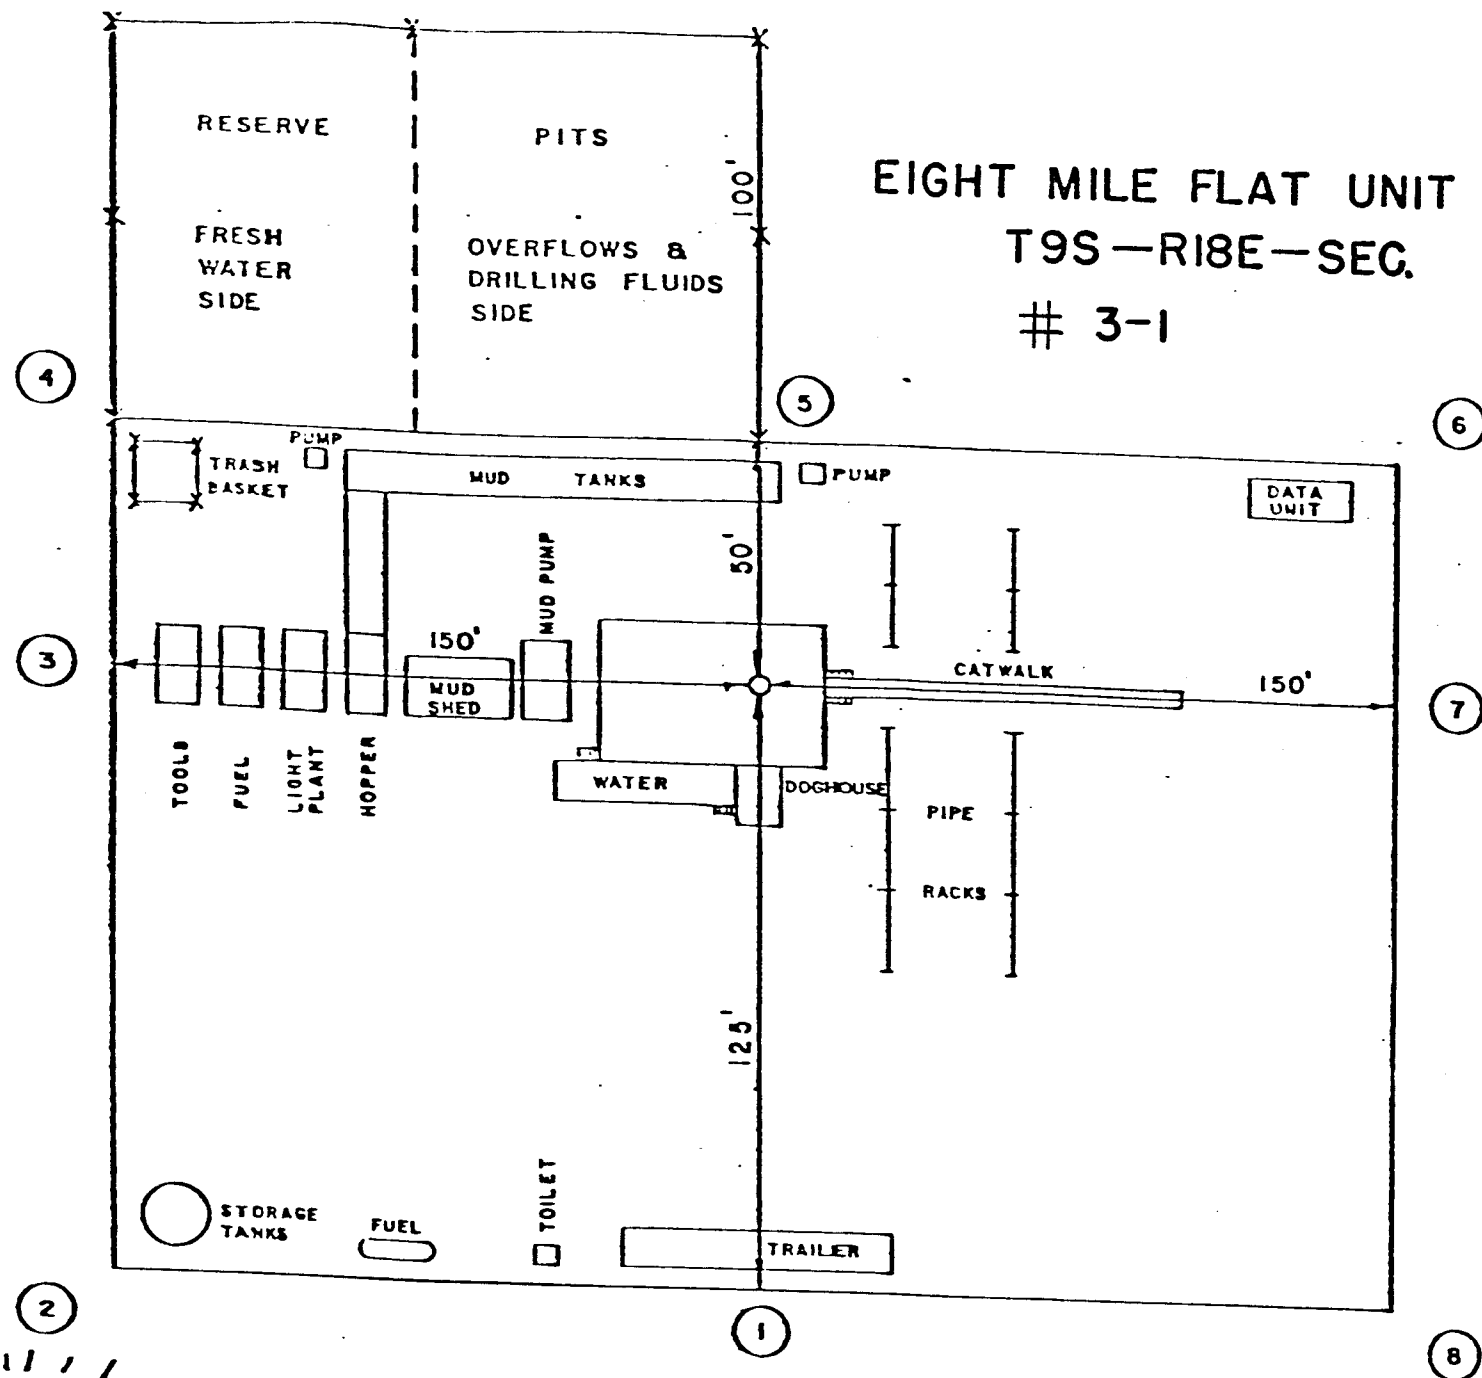 RESERVE
PITS
100'
EIGHT MILE FLAT UNIT
T9S—R18E—SEC.
# 3-1
FRESH
WATER
SIDE
OVERFLOWS &
DRILLING FLUIDS
SIDE
4
5
6
PUMP
TRASH
BASKET
MUD TANKS
PUMP
DATA
UNIT
50'
MUD PUMP
3
150'
MUD
SHED
CATWALK
150'
7
TOOLS
FUEL
LIGHT
PLANT
HOPPER
WATER
DOGHOUSE
PIPE
RACKS
125'
STORAGE
TANKS
FUEL
TOILET
TRAILER
2
1
8